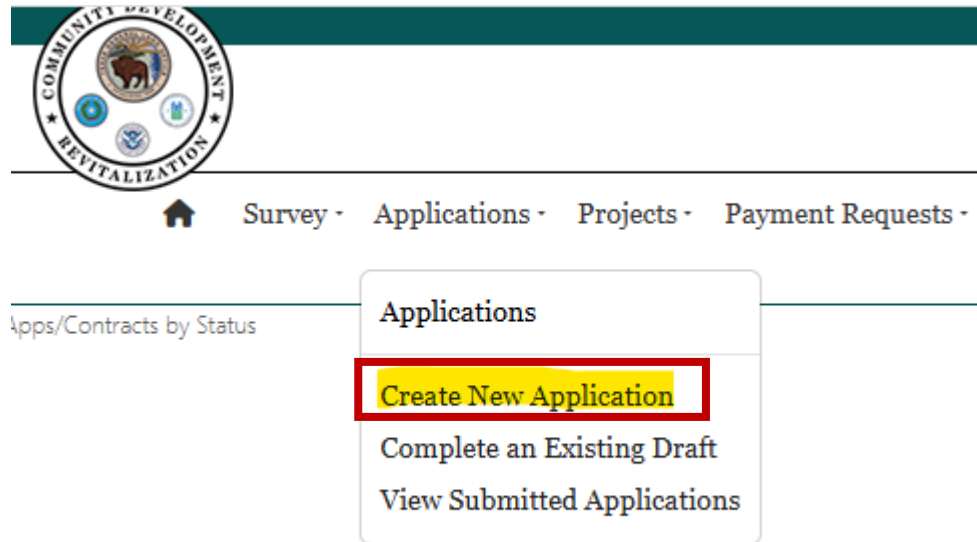 COMMUNITY DEVELOPMENT
REVITALIZATION
Survey Applications Projects Payment Requests
Apps/Contracts by Status
Applications
Create New Application
Complete an Existing Draft
View Submitted Applications